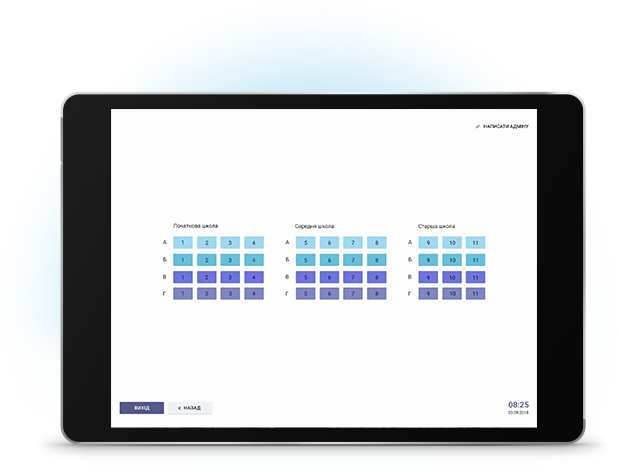 НАПИСАТИ АДМІНУ
Початкова школа
Середня школа
Старша школа
А 1 2 3 4 А 5 6 7 8 А 9 10 11
Б 1 2 3 4 Б 5 6 7 8 Б 9 10 11
В 1 2 3 4 В 5 6 7 8 В 9 10 11
Г 1 2 3 4 Г 5 6 7 8 Г 9 10 11
ВИХІД
< НАЗАД
08:25
03.09.2018